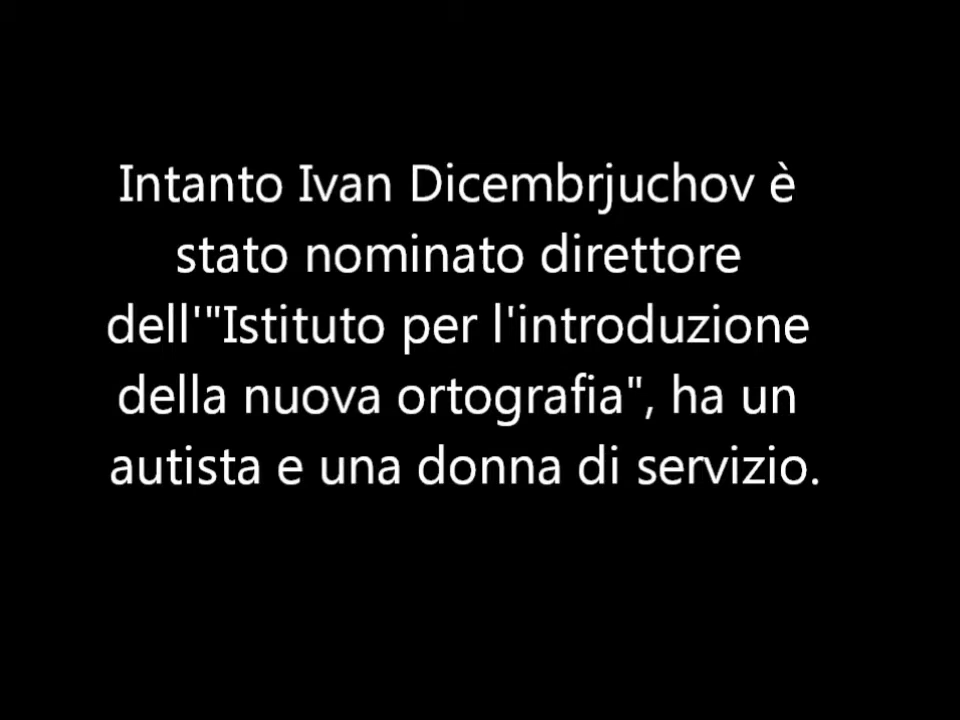 Intanto Ivan Dicembrjuchov è
stato nominato direttore
dell'"Istituto per l'introduzione
della nuova ortografia", ha un
autista e una donna di servizio.